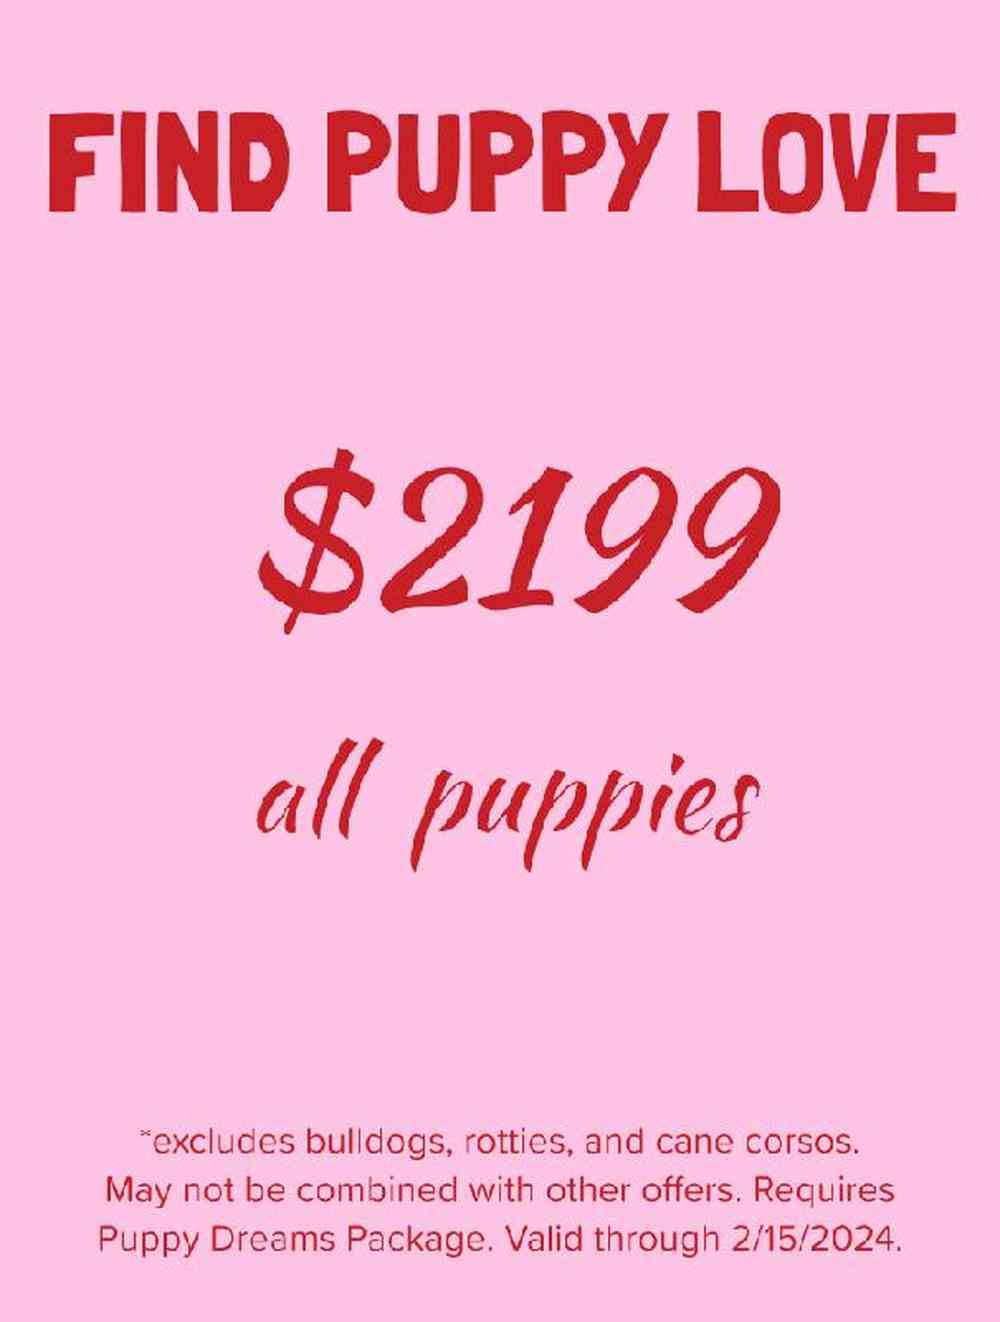 FIND PUPPY LOVE
$2199
all puppies
*excludes bulldogs, rotties, and cane corsos.
May not be combined with other offers. Requires
Puppy Dreams Package. Valid through 2/15/2024.